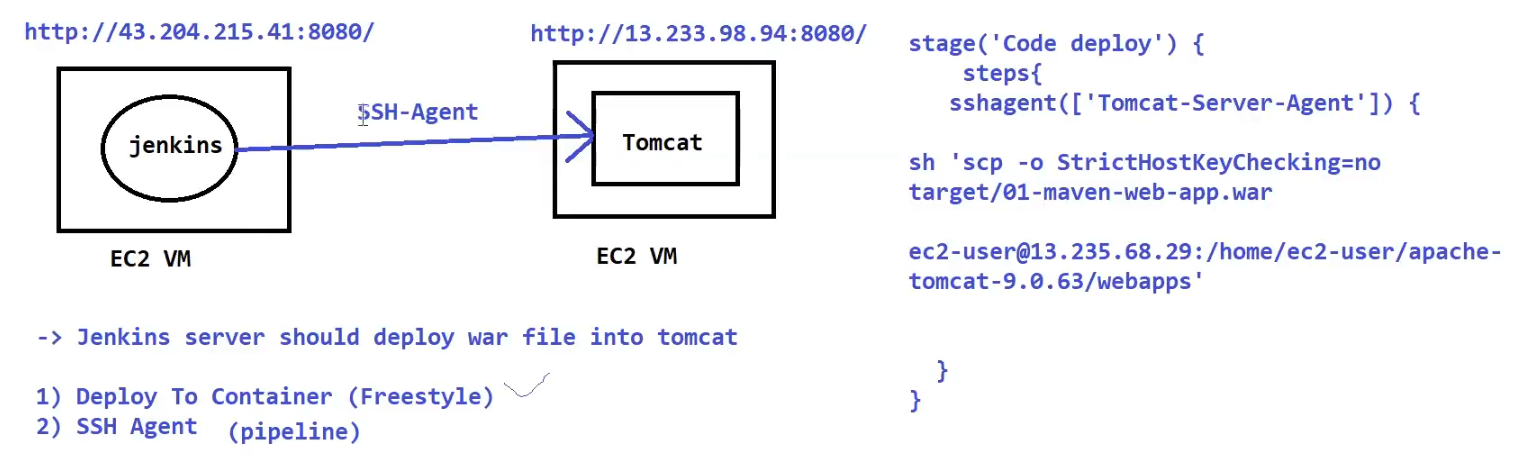 http://43.204.215.41:8080/
http://13.233.98.94:8080/
jenkins
SSH-Agent
Tomcat
EC2 VM
EC2 VM
-> Jenkins server should deploy war file into tomcat
1) Deploy To Container (Freestyle)
2) SSH Agent (pipeline)
stage('Code deploy') {
steps{
sshagent(['Tomcat-Server-Agent']) {
sh 'scp -o StrictHostKeyChecking=no
target/01-maven-web-app.war
ec2-user@13.235.68.29:/home/ec2-user/apache-
tomcat-9.0.63/webapps'
}
}